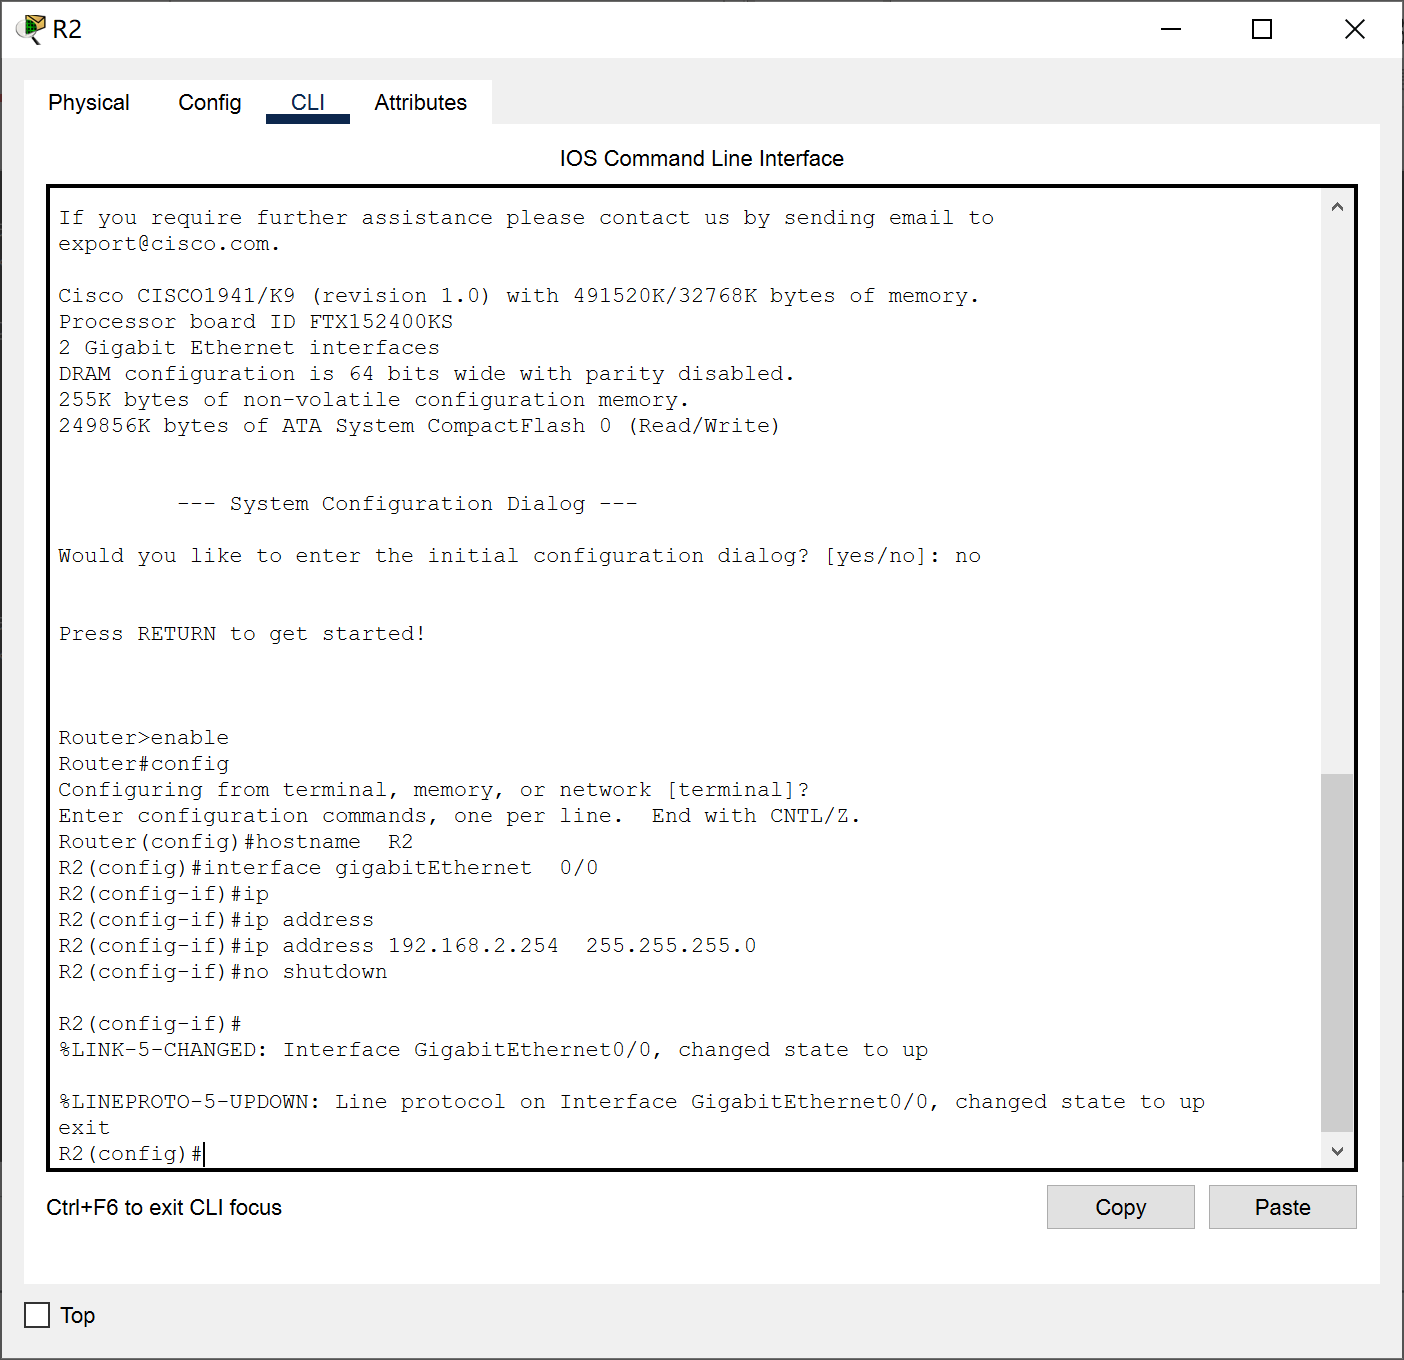 R2
Physical Config CLI Attributes
IOS Command Line Interface
If you require further assistance please contact us by sending email to
export@cisco.com.
Cisco CISCO1941/K9 (revision 1.0) with 491520K/32768K bytes of memory.
Processor board ID FTX152400KS
2 Gigabit Ethernet interfaces
DRAM configuration is 64 bits wide with parity disabled.
255K bytes of non-volatile configuration memory.
249856K bytes of ATA System CompactFlash 0 (Read/Write)
--- System Configuration Dialog ---
Would you like to enter the initial configuration dialog? [yes/no]: no
Press RETURN to get started!
Router>enable
Router#config
Configuring from terminal, memory, or network [terminal]?
Enter configuration commands, one per line.  End with CNTL/Z.
Router(config)#hostname  R2
R2(config)#interface gigabitEthernet  0/0
R2(config-if)#ip
R2(config-if)#ip address
R2(config-if)#ip address 192.168.2.254  255.255.255.0
R2(config-if)#no shutdown
R2(config-if)#
%LINK-5-CHANGED: Interface GigabitEthernet0/0, changed state to up
%LINEPROTO-5-UPDOWN: Line protocol on Interface GigabitEthernet0/0, changed state to up
exit
R2(config)#
Ctrl+F6 to exit CLI focus
Copy Paste
Top